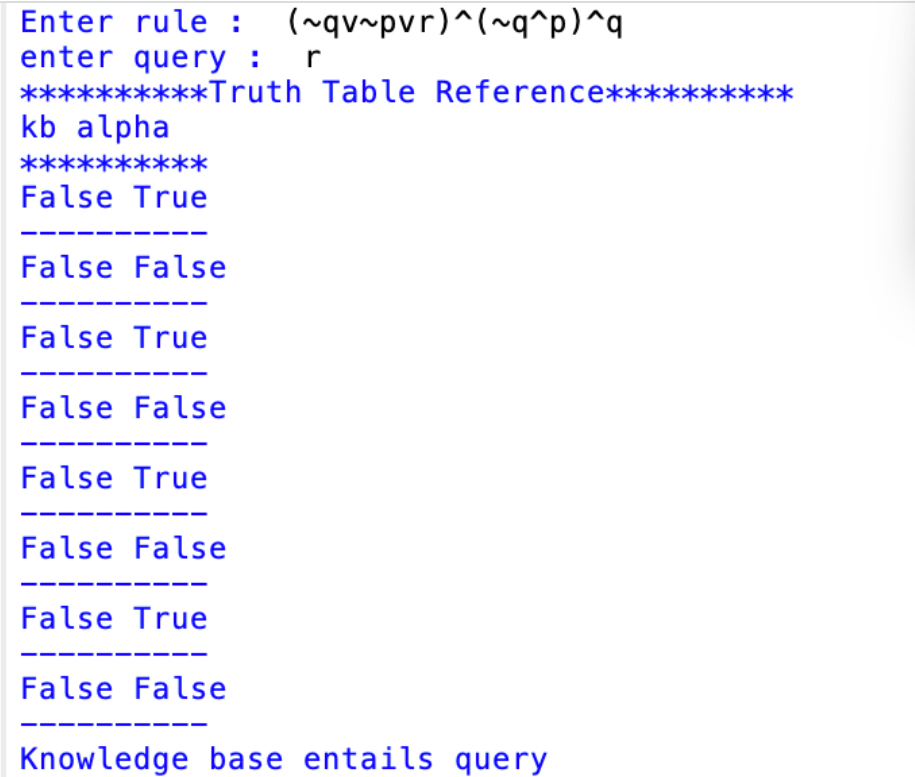 Enter rule :  (~qv~pvr)^(~q^p)^q
enter query :  r
**********Truth Table Reference**********
kb alpha
**********
False True
----------
False False
----------
False True
----------
False False
----------
False True
----------
False False
----------
False True
----------
False False
----------
Knowledge base entails query